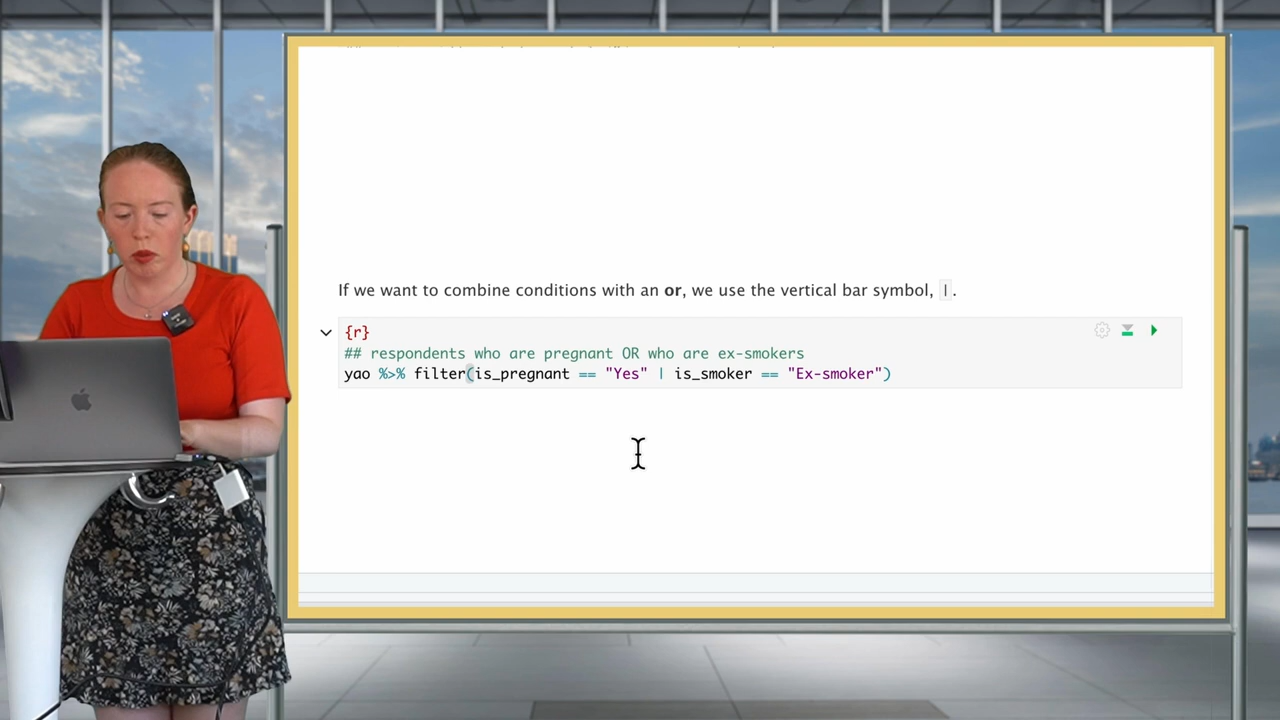 If we want to combine conditions with an or, we use the vertical bar symbol, |.
{r}
## respondents who are pregnant OR who are ex-smokers
yao %>% filter(is_pregnant == "Yes" | is_smoker == "Ex-smoker")